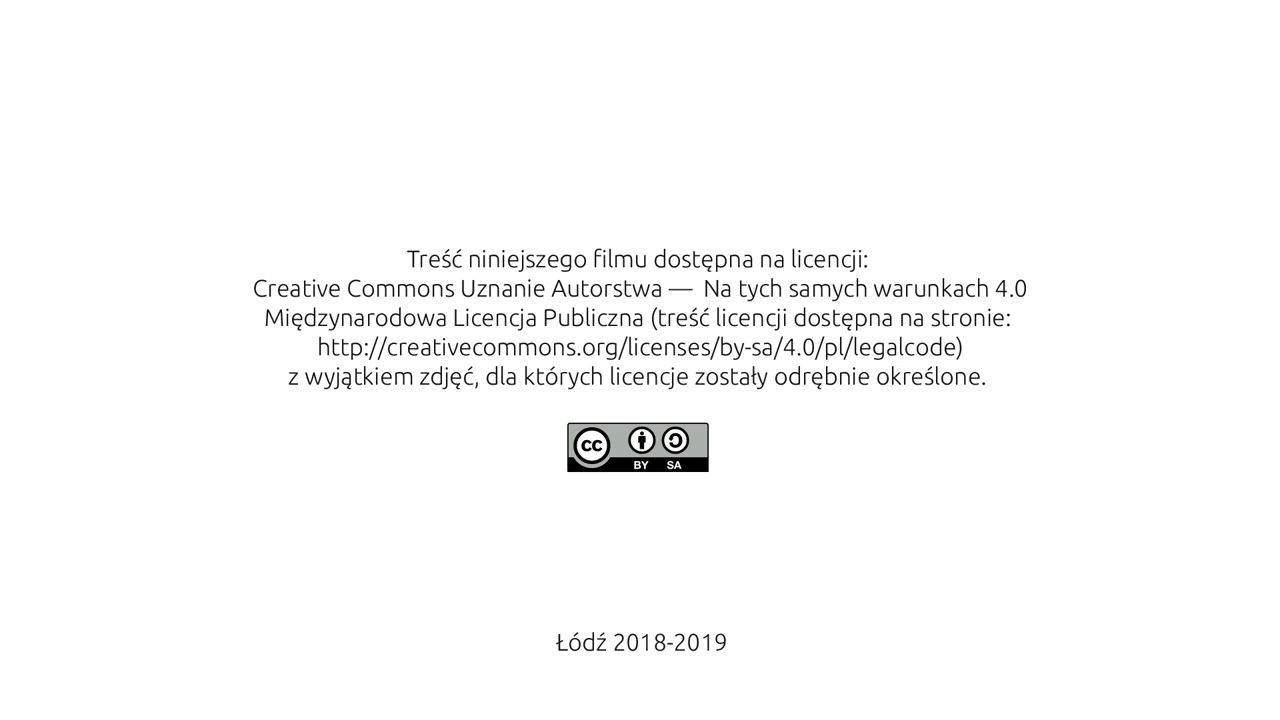 Treść niniejszego filmu dostępna na licencji:
Creative Commons Uznanie Autorstwa — Na tych samych warunkach 4.0
Międzynarodowa Licencja Publiczna (treść licencji dostępna na stronie:
http://creativecommons.org/licenses/by-sa/4.0/pl/legalcode)
z wyjątkiem zdjęć, dla których licencje zostały odrębnie określone.
cc
BY SA
Łódź 2018-2019